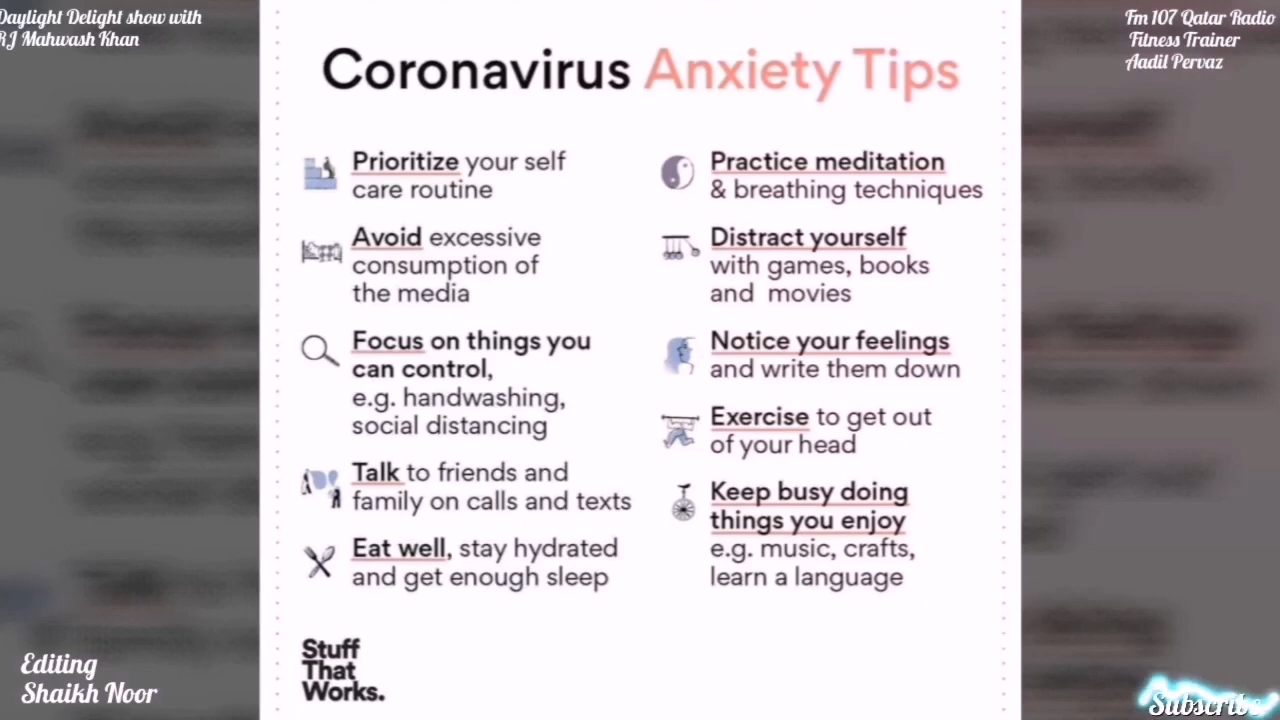 Daylight Delight show with
RJ Mahwash Khan
Fm 107 Qatar Radio
Fitness Trainer
Aadil Pervaz
Coronavirus Anxiety Tips
Prioritize your self
care routine
Avoid excessive
consumption of
the media
Focus on things you
can control,
e.g. handwashing,
social distancing
Talk to friends and
family on calls and texts
Eat well, stay hydrated
and get enough sleep
Practice meditation
& breathing techniques
Distract yourself
with games, books
and movies
Notice your feelings
and write them down
Exercise to get out
of your head
Keep busy doing
things you enjoy
e.g. music, crafts,
learn a language
Stuff
That
Works.
Editing
Shaikh Noor
Subscribe